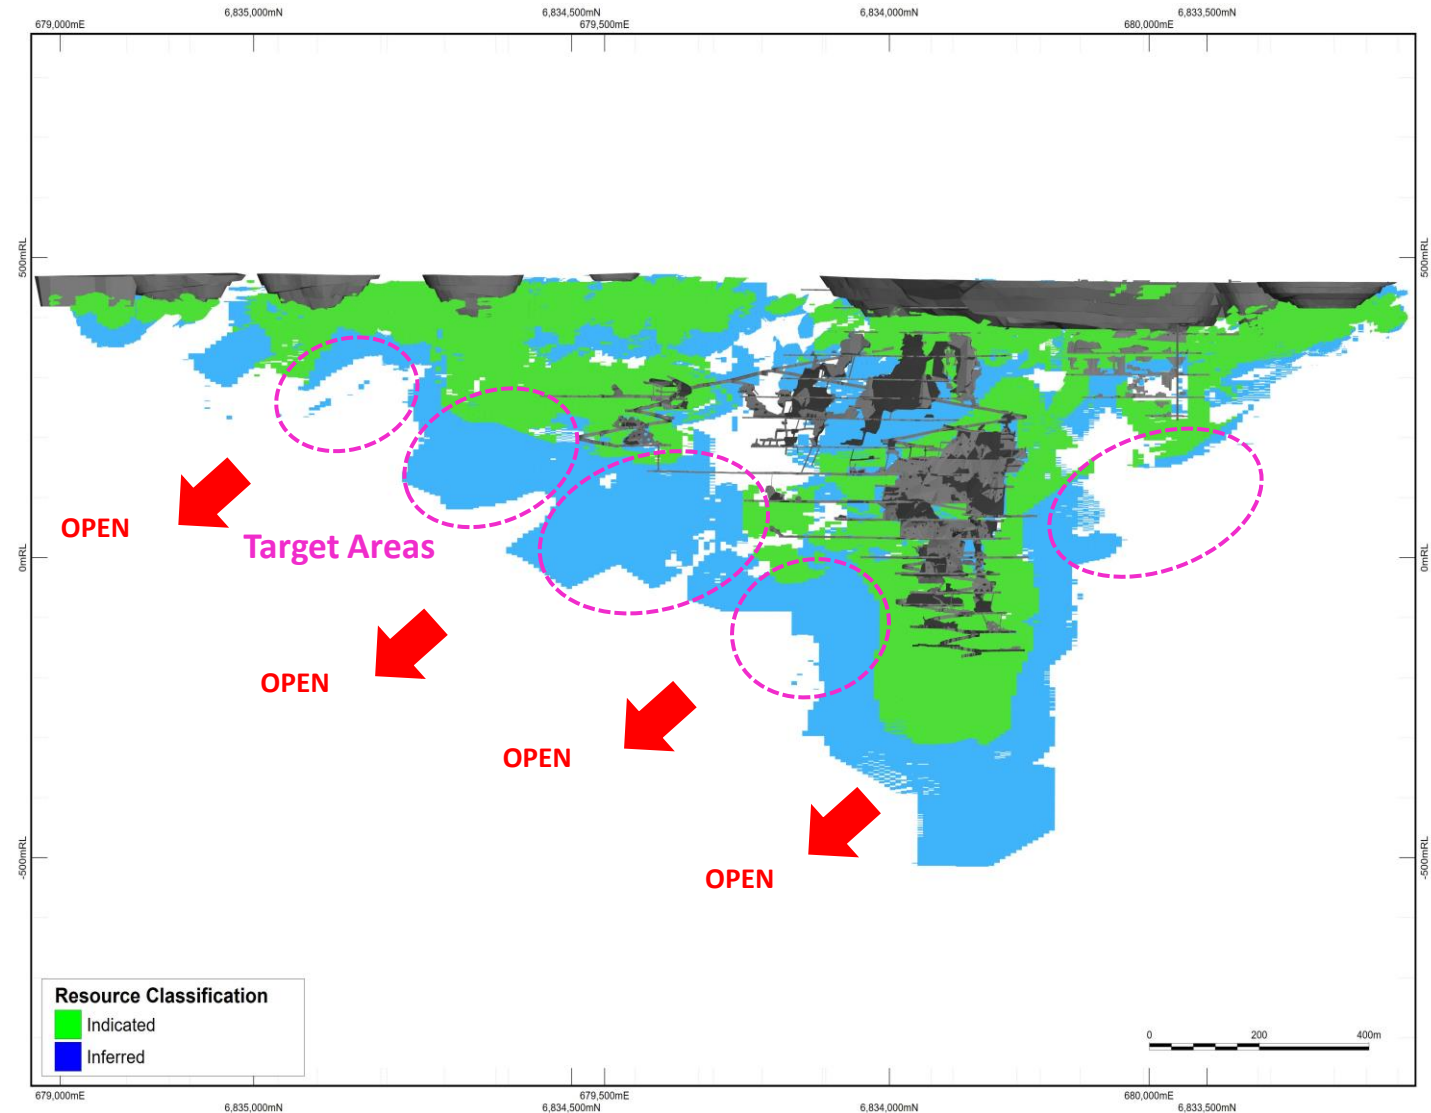 6,835,000mN
6,834,500mN
6,834,000mN
6,833,500mN
679,000mE
679,500mE
680,000mE
500mRL
500mRL
OPEN
Target Areas
0mRL
0mRL
OPEN
OPEN
-500mRL
-500mRL
OPEN
Resource Classification
Indicated
Inferred
0
200
400m
679,000mE
679,500mE
680,000mE
6,835,000mN
6,834,500mN
6,834,000mN
6,833,500mN